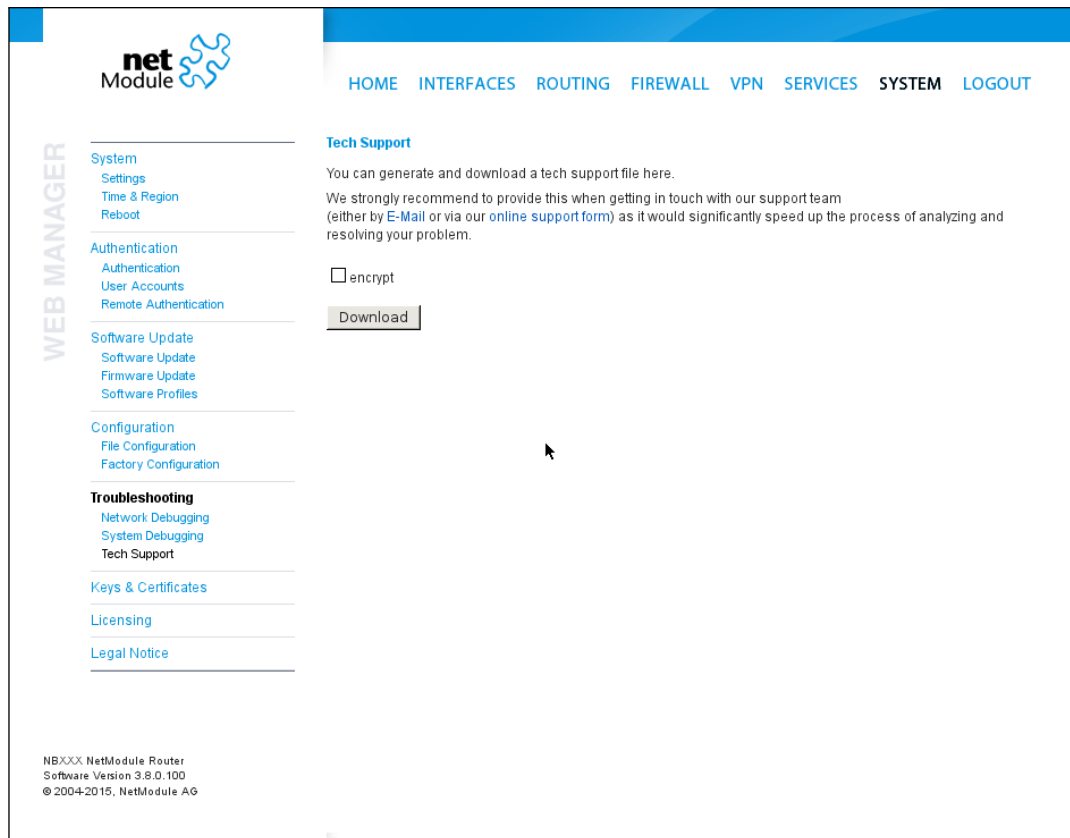 net
Module
HOME INTERFACES ROUTING FIREWALL VPN SERVICES SYSTEM LOGOUT
WEB MANAGER
System
Settings
Time & Region
Reboot
Authentication
Authentication
User Accounts
Remote Authentication
Software Update
Software Update
Firmware Update
Software Profiles
Configuration
File Configuration
Factory Configuration
Troubleshooting
Network Debugging
System Debugging
Tech Support
Keys & Certificates
Licensing
Legal Notice
Tech Support
You can generate and download a tech support file here.
We strongly recommend to provide this when getting in touch with our support team
(either by E-Mail or via our online support form) as it would significantly speed up the process of analyzing and
resolving your problem.
encrypt
Download
NBXXX NetModule Router
Software Version 3.8.0.100
© 2004-2015, NetModule AG